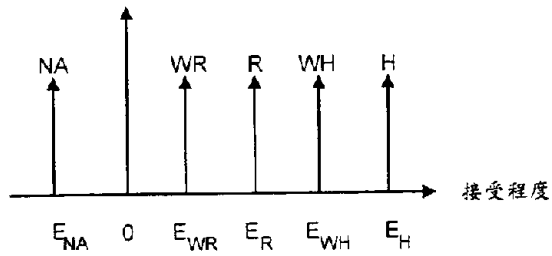 NA WR R WH H
接受程度
E_NA 0 E_WR E_R E_WH E_H